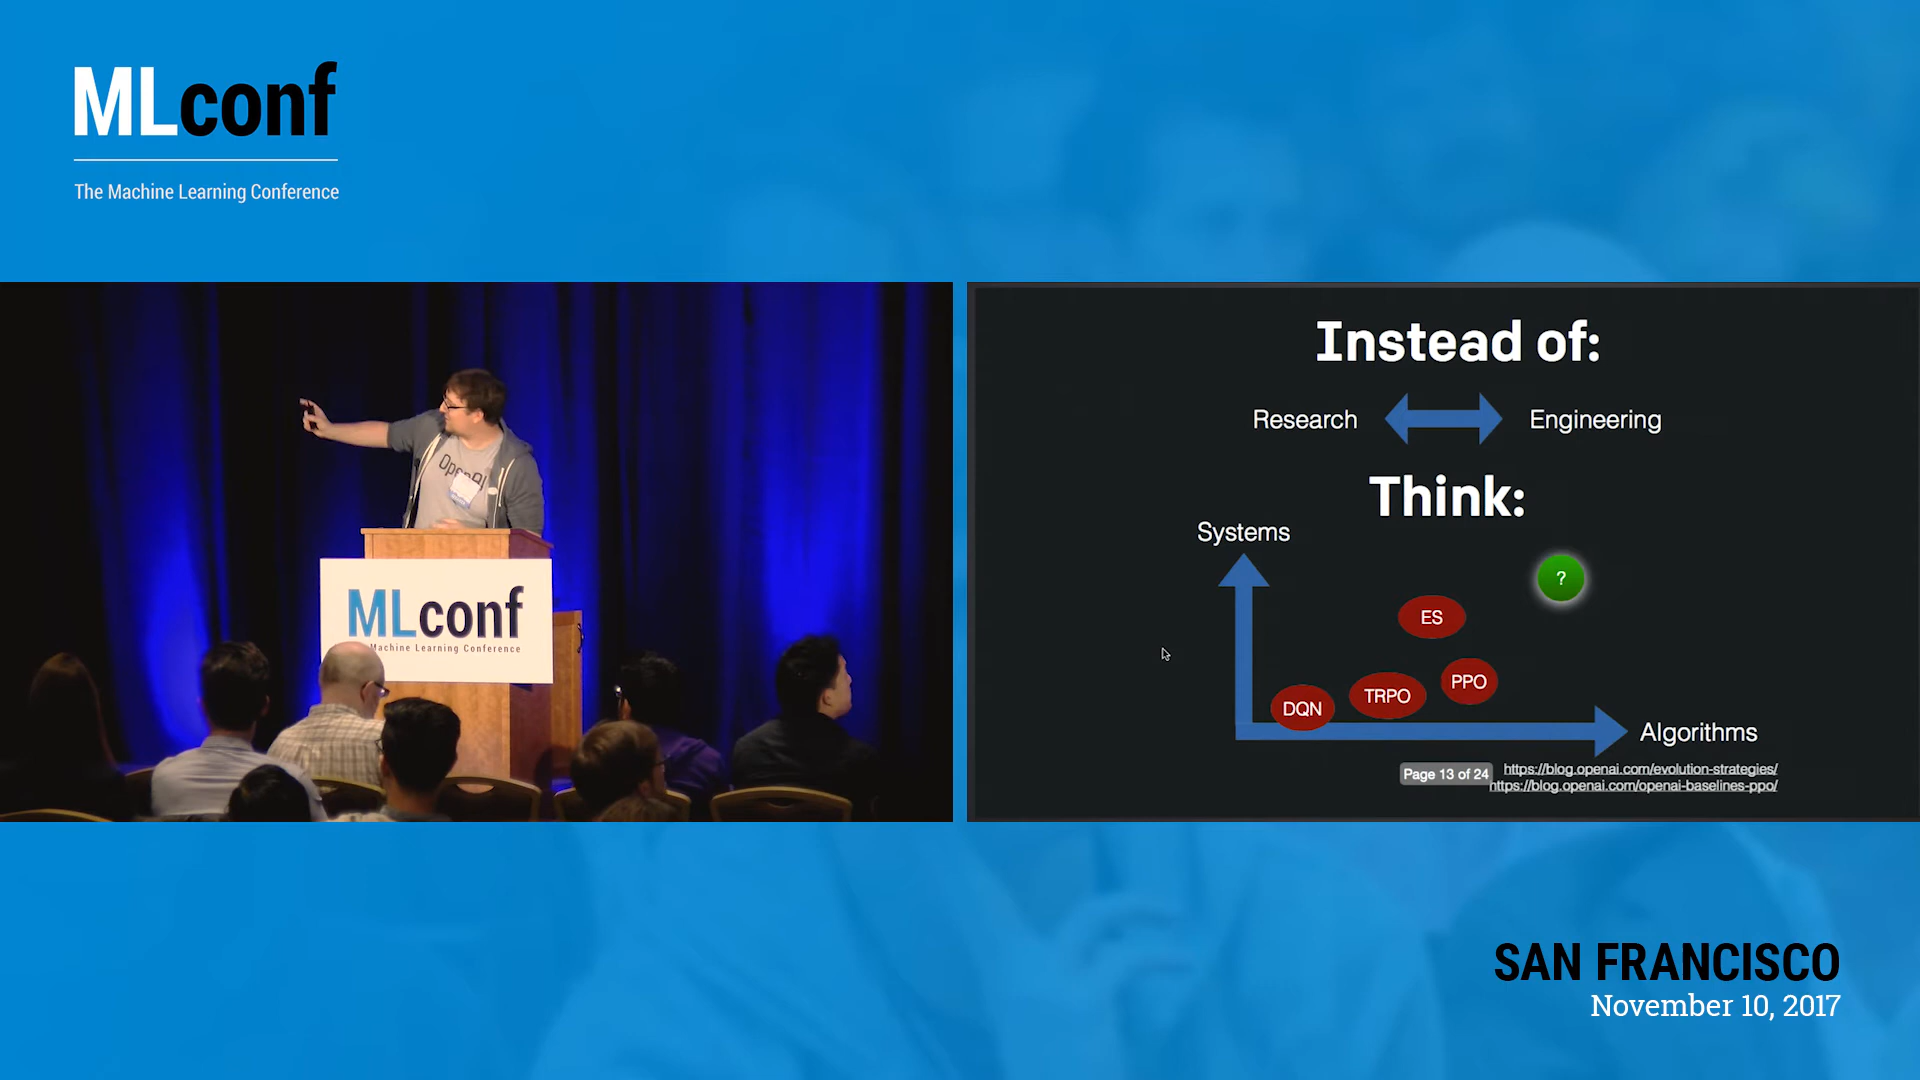 MLconf
The Machine Learning Conference
OpenAI
MLconf
Machine Learning Conference
Instead of:
Research
Engineering
Think:
Systems
?
ES
PPO
TRPO
DQN
Algorithms
Page 13 of 24
https://blog.openai.com/evolution-strategies/
https://blog.openai.com/openai-baselines-ppo/
SAN FRANCISCO
November 10, 2017